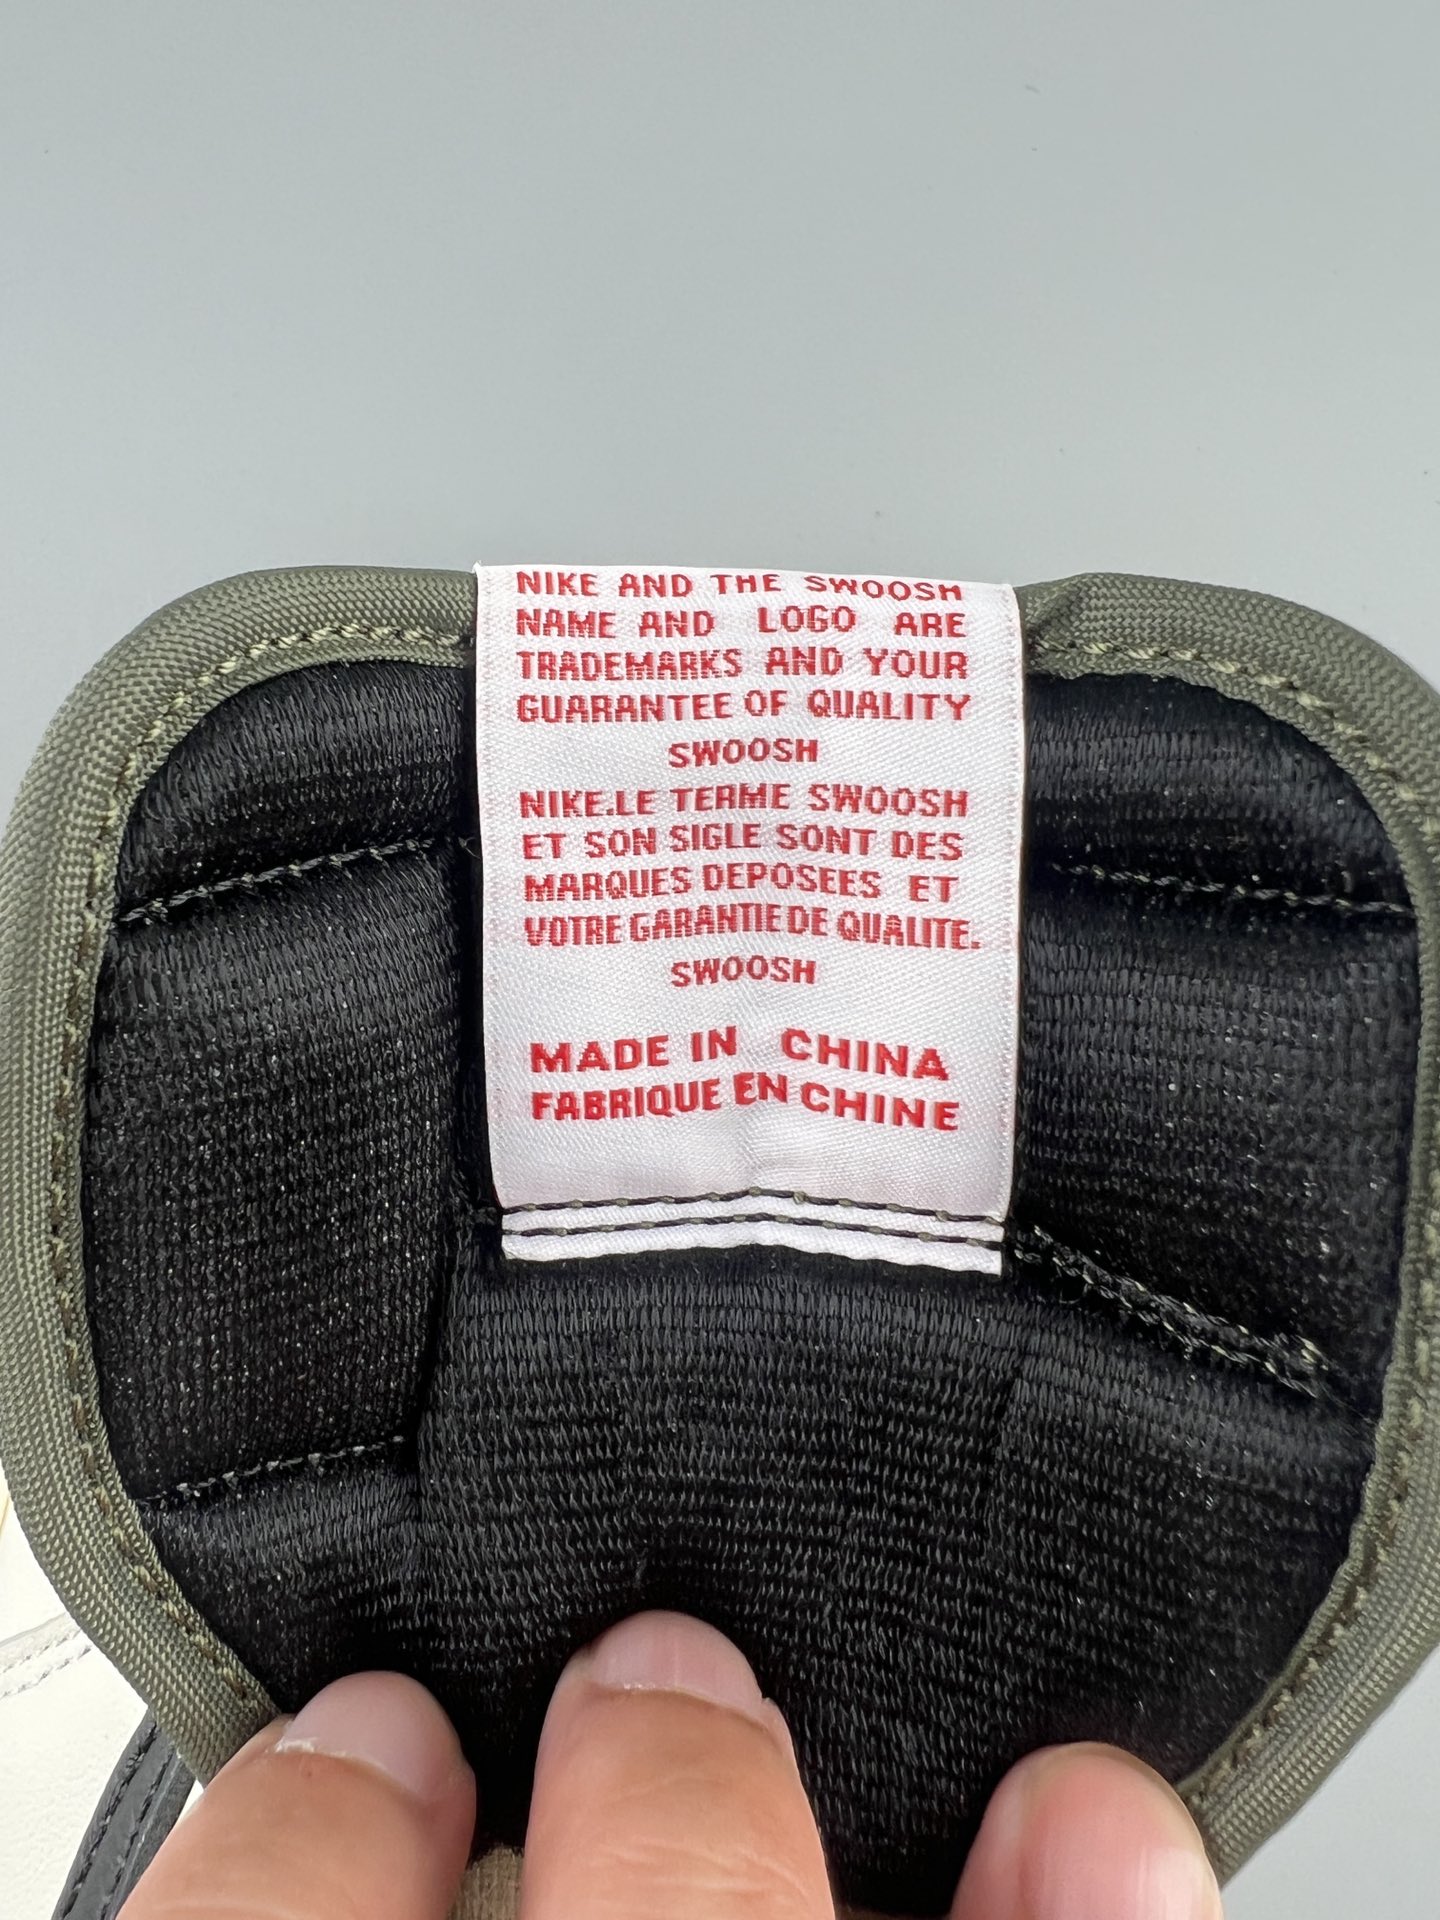 NIKE AND THE SWOOSH
NAME AND LOGO ARE
TRADEMARKS AND YOUR
GUARANTEE OF QUALITY
SWOOSH
NIKE.LE TERME SWOOSH
ET SON SIGLE SONT DES
MARQUES DEPOSEES ET
VOTRE GARANTIE DE QUALITE.
SWOOSH
MADE IN CHINA
FABRIQUE EN CHINE